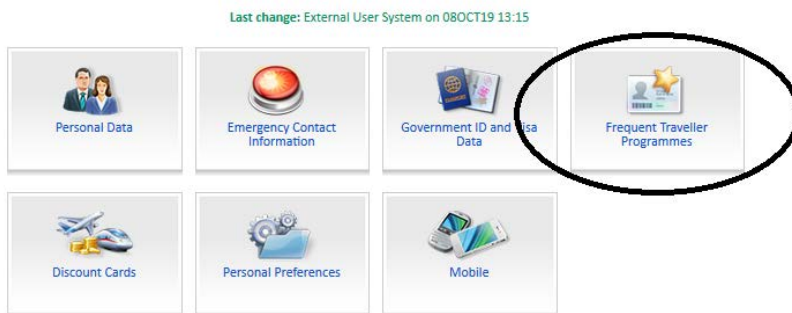 Last change: External User System on 08OCT19 13:15
Personal Data
Emergency Contact
Information
Government ID and Visa
Data
Frequent Traveller
Programmes
Discount Cards
Personal Preferences
Mobile